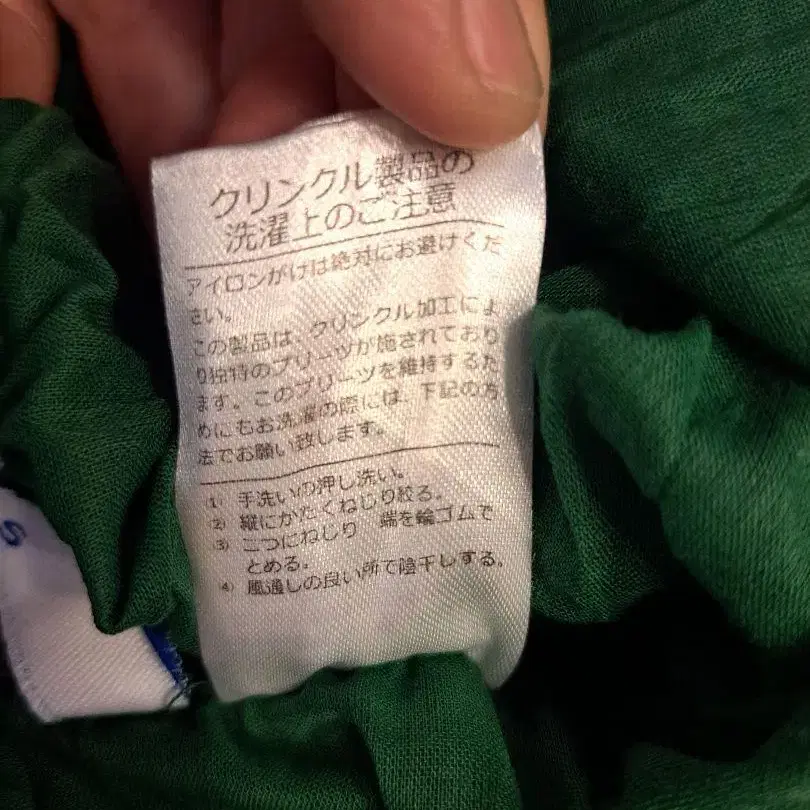 クリンクル製品の
洗濯上のご注意
アイロンがけは絶対にお避けくだ
さい。
この製品は、クリンクル加工によ
り独特のプリーツが施されており
ます。このプリーツを維持するた
めにもお洗濯の際には、下記の方
法でお願い致します。
1) 手洗いの押し洗い。
2) 縦にかたくねじり絞る。
3) 二つにねじり 端を輪ゴムで
とめる。
4) 風通しの良い所で陰干しする。
S